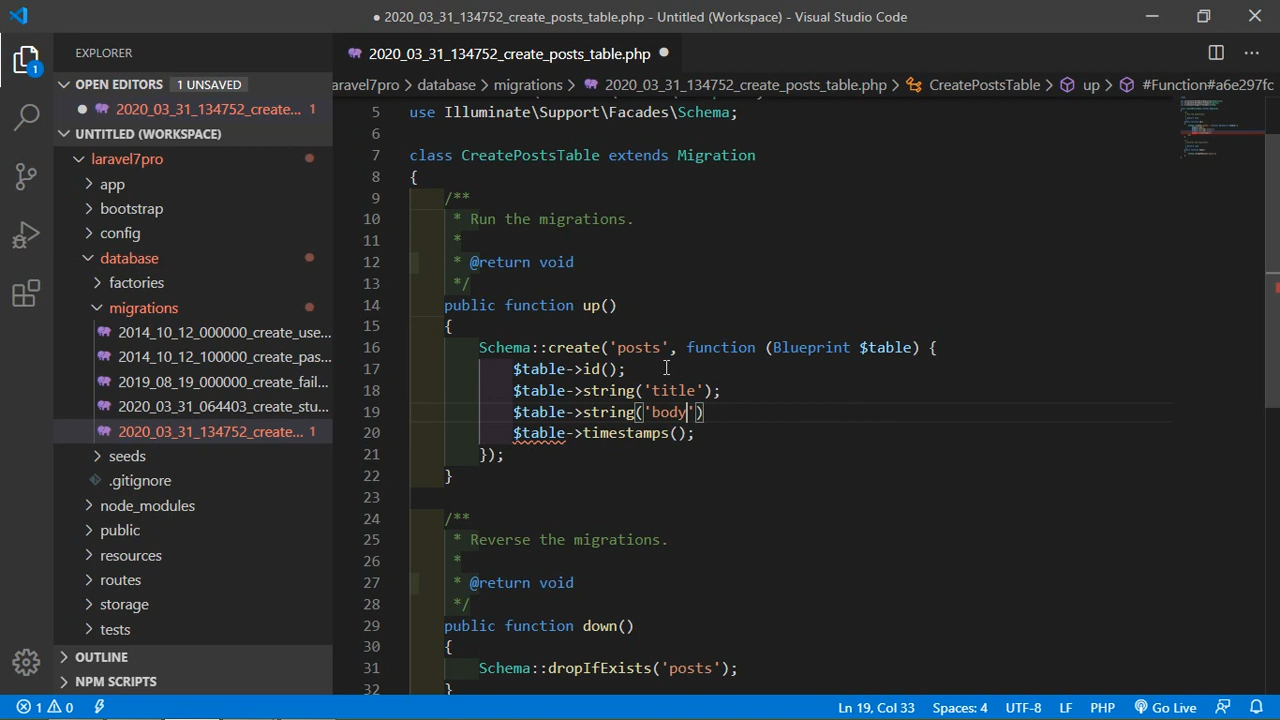 ● 2020_03_31_134752_create_posts_table.php - Untitled (Workspace) - Visual Studio Code
EXPLORER
2020_03_31_134752_create_posts_table.php
1
OPEN EDITORS 1 UNSAVED
2020_03_31_134752_create... 1
UNTITLED (WORKSPACE)
laravel7pro
app
bootstrap
config
database
factories
migrations
2014_10_12_000000_create_use...
2014_10_12_100000_create_pas...
2019_08_19_000000_create_fail...
2020_03_31_064403_create_stu...
2020_03_31_134752_create... 1
seeds
.gitignore
node_modules
public
resources
routes
storage
tests
OUTLINE
NPM SCRIPTS
aravel7pro > database > migrations > 2020_03_31_134752_create_posts_table.php > CreatePostsTable > up > #Function#a6e297fc
5 use Illuminate\Support\Facades\Schema;
6
7 class CreatePostsTable extends Migration
8 {
9 /**
10 * Run the migrations.
11 *
12 * @return void
13 */
14 public function up()
15 {
16 Schema::create('posts', function (Blueprint $table) {
17 $table->id();
18 $table->string('title');
19 $table->string('body')
20 $table->timestamps();
21 });
22 }
23
24 /**
25 * Reverse the migrations.
26 *
27 * @return void
28 */
29 public function down()
30 {
31 Schema::dropIfExists('posts');
32 }
1 0 Ln 19, Col 33 Spaces: 4 UTF-8 LF PHP Go Live